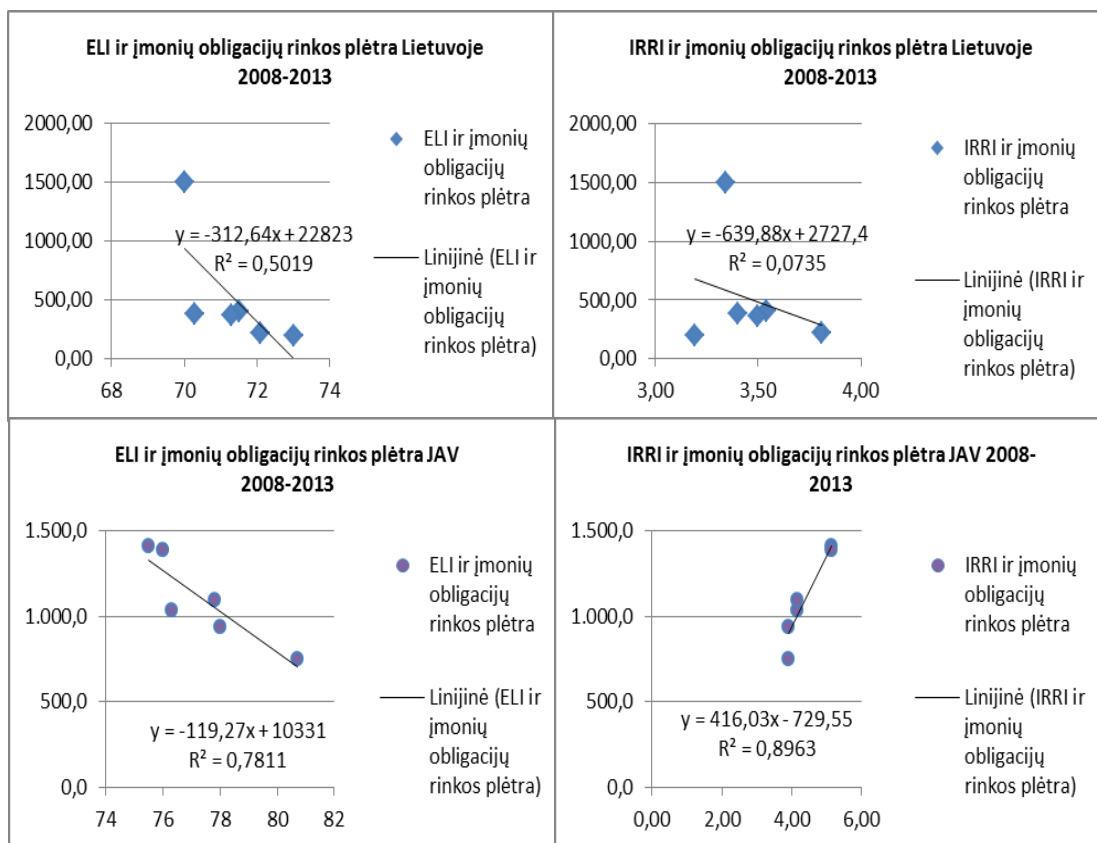 ELI ir įmonių obligacijų rinkos plėtra Lietuvoje
2008-2013
2000,00
1500,00
1000,00
500,00
0,00
68
70
72
74
y = -312,64x + 22823
R² = 0,5019
ELI ir įmonių
obligacijų
rinkos plėtra
Linijinė (ELI ir
įmonių
obligacijų
rinkos plėtra)
IRRI ir įmonių obligacijų rinkos plėtra Lietuvoje
2008-2013
2000,00
1500,00
1000,00
500,00
0,00
3,00
3,50
4,00
y = -639,88x + 2727,4
R² = 0,0735
IRRI ir įmonių
obligacijų
rinkos plėtra
Linijinė (IRRI ir
įmonių
obligacijų
rinkos plėtra)
ELI ir įmonių obligacijų rinkos plėtra JAV
2008-2013
1.500,0
1.000,0
500,0
0,0
74
76
78
80
82
y = -119,27x + 10331
R² = 0,7811
ELI ir įmonių
obligacijų
rinkos plėtra
Linijinė (ELI ir
įmonių
obligacijų
rinkos plėtra)
IRRI ir įmonių obligacijų rinkos plėtra JAV 2008-
2013
1.500,0
1.000,0
500,0
0,0
0,00
2,00
4,00
6,00
y = 416,03x - 729,55
R² = 0,8963
IRRI ir įmonių
obligacijų
rinkos plėtra
Linijinė (IRRI ir
įmonių
obligacijų
rinkos plėtra)